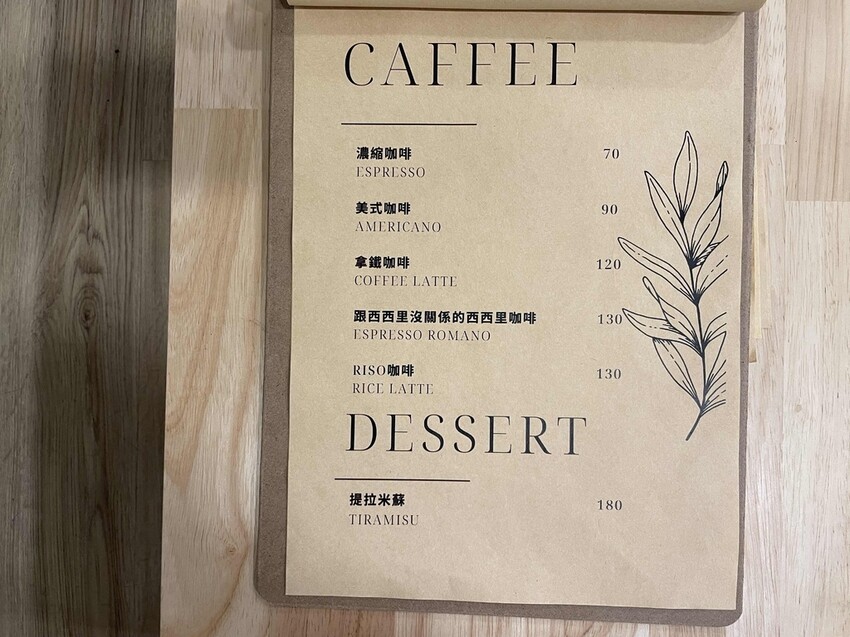 CAFFEE
濃縮咖啡 70
ESPRESSO
美式咖啡 90
AMERICANO
拿鐵咖啡 120
COFFEE LATTE
跟西西里沒關係的西西里咖啡 130
ESPRESSO ROMANO
RISO咖啡 130
RICE LATTE
DESSERT
提拉米蘇 180
TIRAMISU